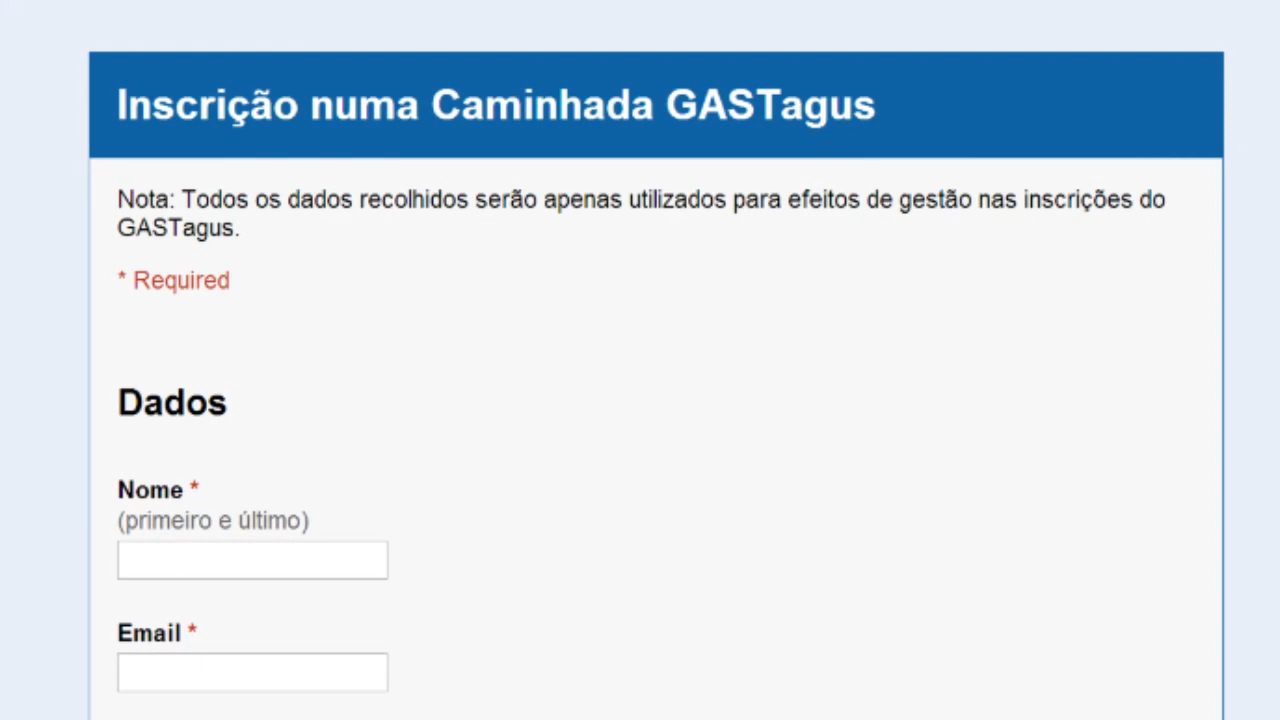 Inscrição numa Caminhada GASTagus
Nota: Todos os dados recolhidos serão apenas utilizados para efeitos de gestão nas inscrições do
GASTagus.
* Required
Dados
Nome *
(primeiro e último)
Email *